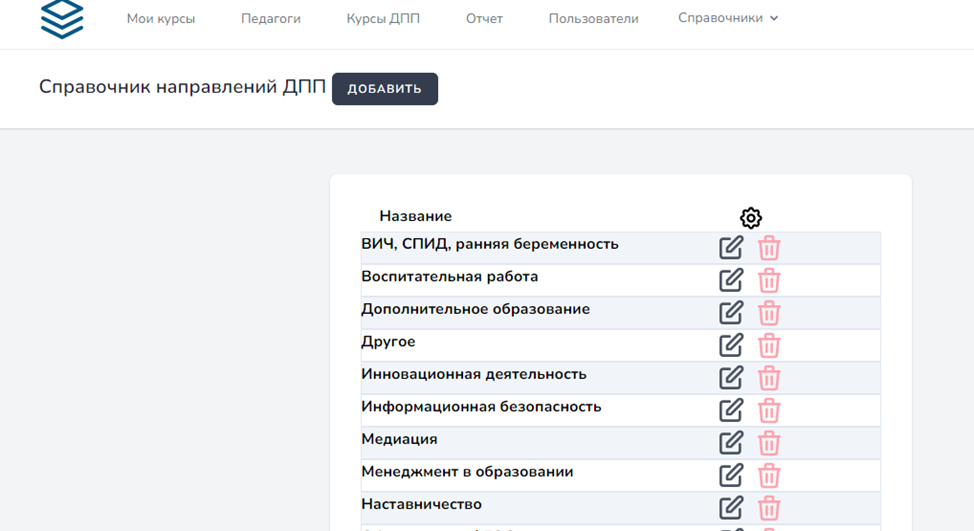 Мои курсы Педагоги Курсы ДПП Отчет Пользователи Справочники
Справочник направлений ДПП ДОБАВИТЬ
Название
ВИЧ, СПИД, ранняя беременность
Воспитательная работа
Дополнительное образование
Другое
Инновационная деятельность
Информационная безопасность
Медиация
Менеджмент в образовании
Наставничество